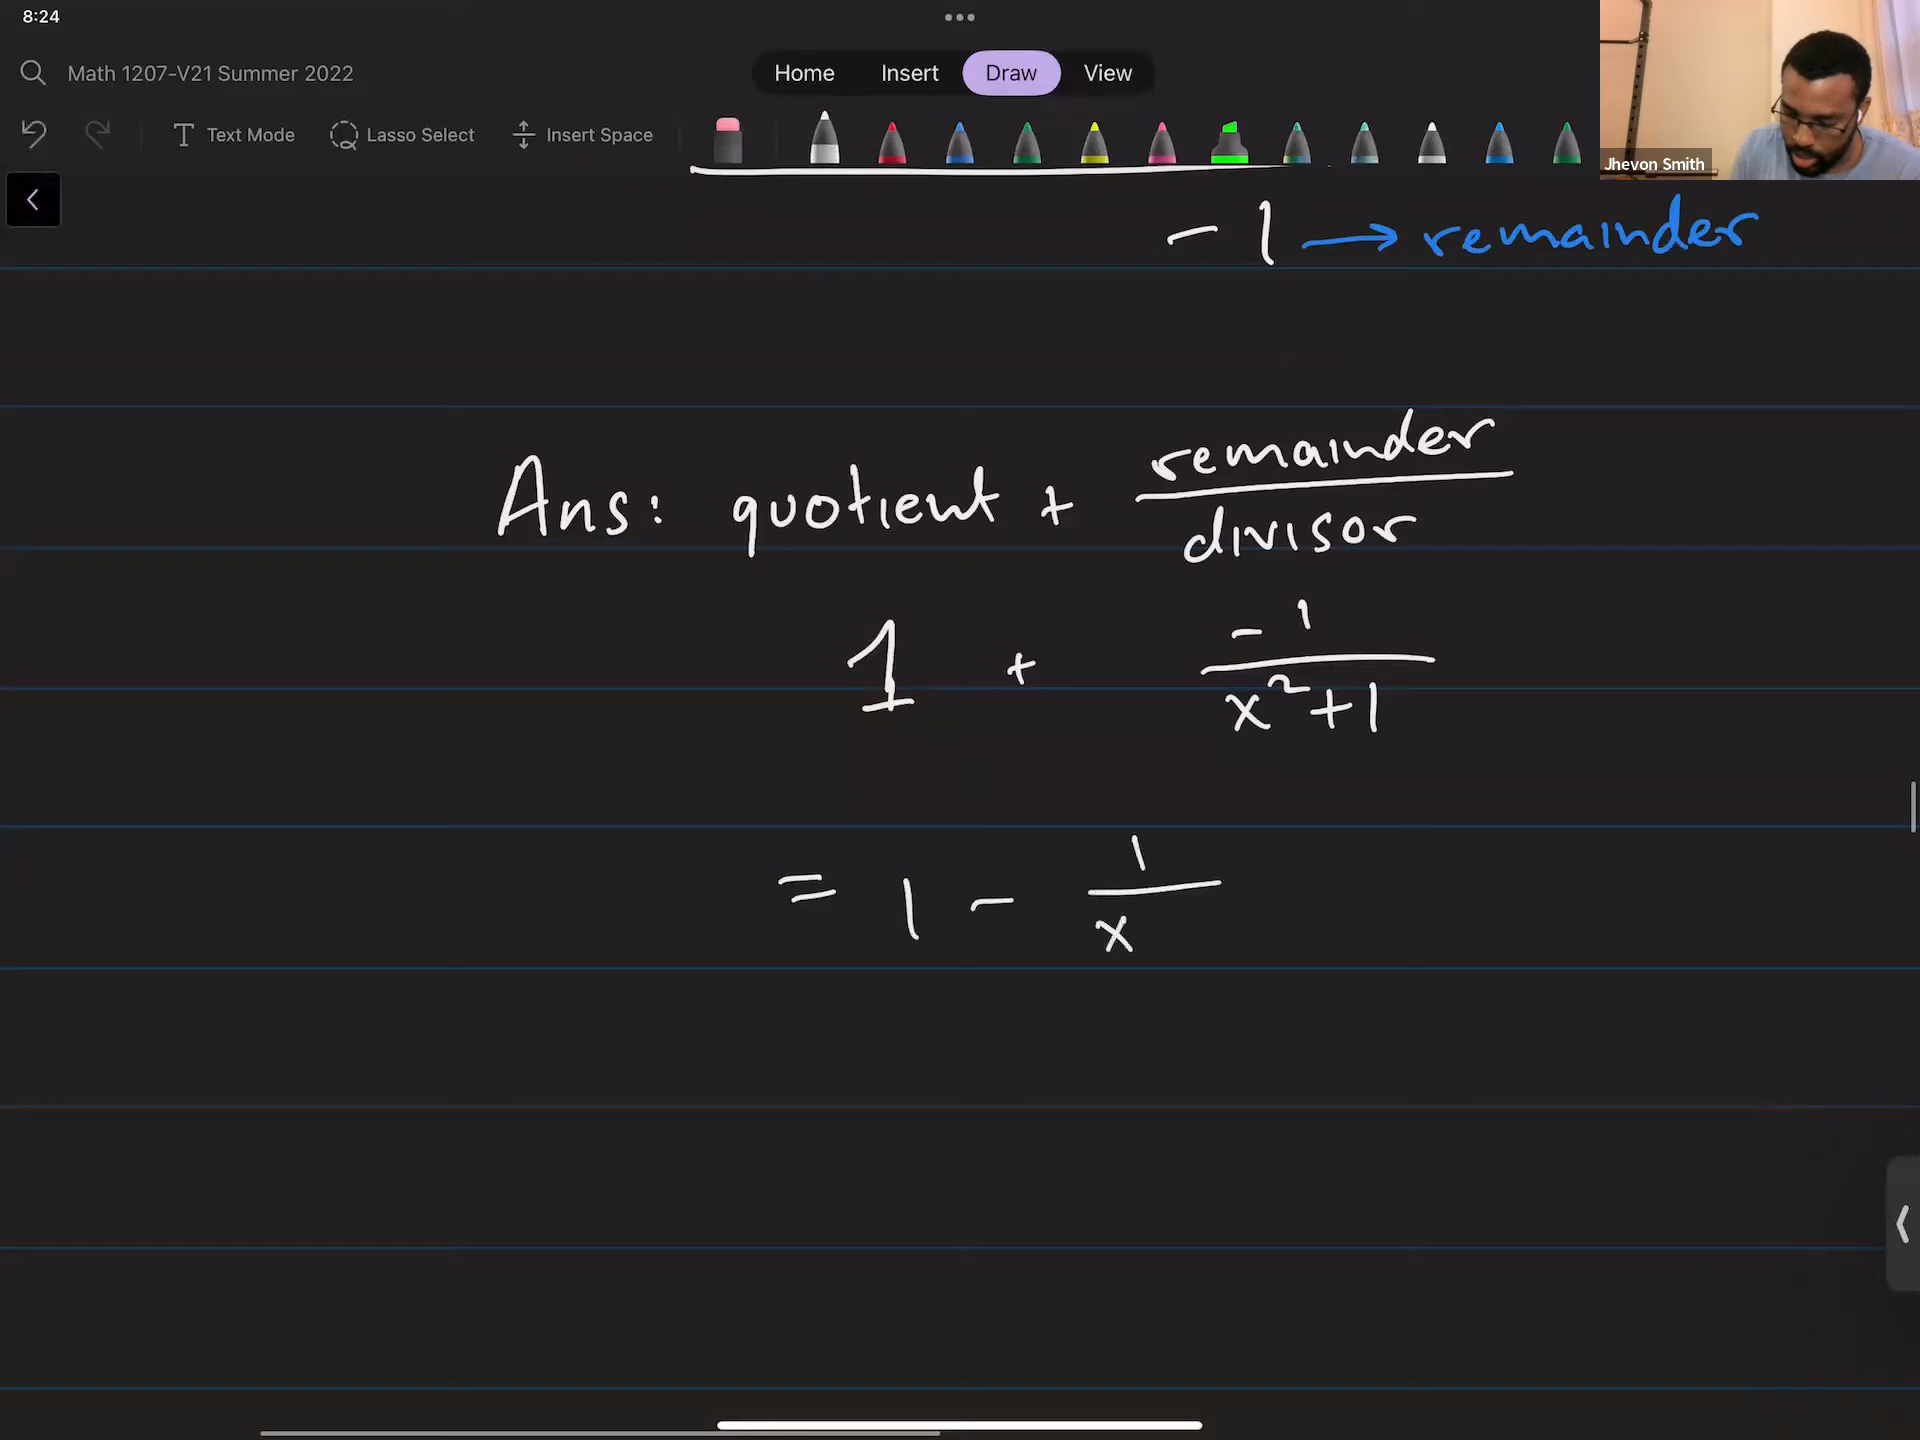 8:24
Math 1207-V21 Summer 2022
Home Insert Draw View
Text Mode Lasso Select Insert Space
Jhevon Smith
- 1 → remainder
Ans: quotient + remainder / divisor
1 + -1 / x²+1
= 1 - 1 / x